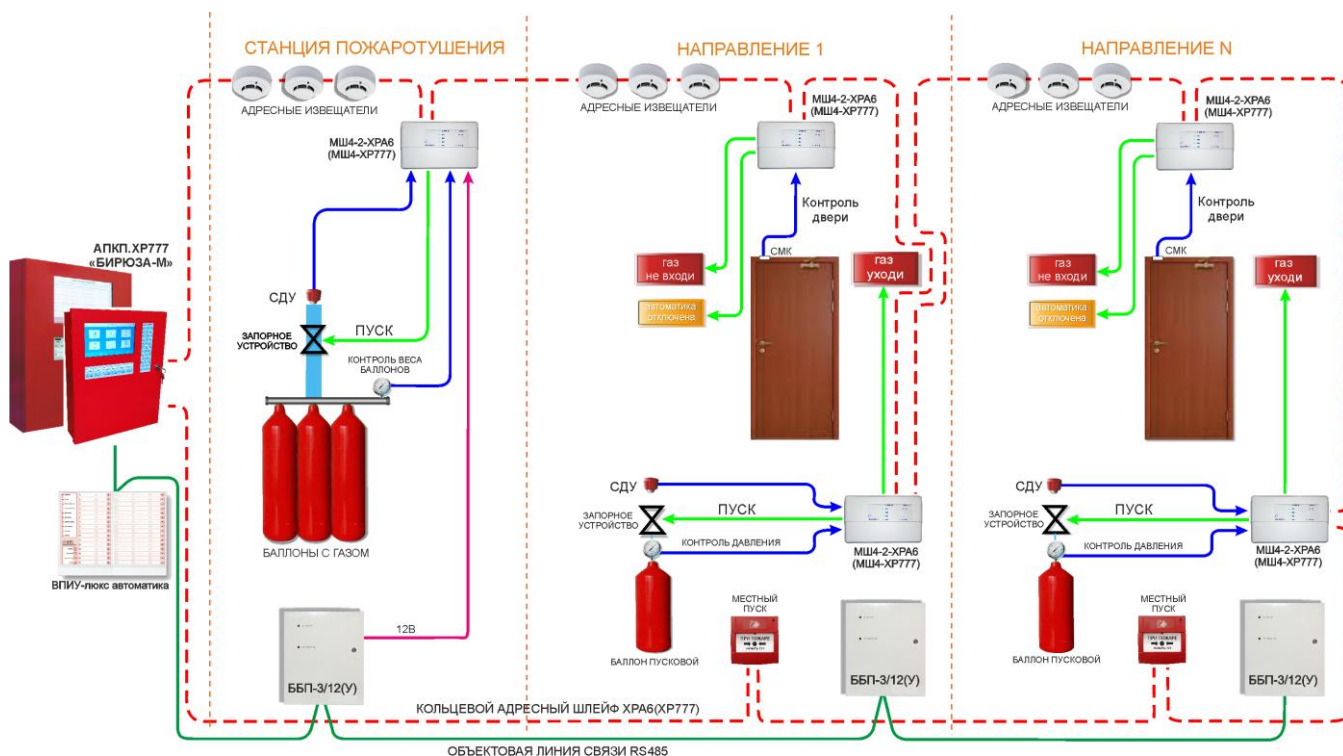 СТАНЦИЯ ПОЖАРОТУШЕНИЯ
НАПРАВЛЕНИЕ 1
НАПРАВЛЕНИЕ N
АДРЕСНЫЕ ИЗВЕЩАТЕЛИ
АДРЕСНЫЕ ИЗВЕЩАТЕЛИ
АДРЕСНЫЕ ИЗВЕЩАТЕЛИ
МШ4-2-ХРА6
(МШ4-ХР777)
МШ4-2-ХРА6
(МШ4-ХР777)
МШ4-2-ХРА6
(МШ4-ХР777)
Контроль
двери
Контроль
двери
АПКП.ХР777
«БИРЮЗА-М»
СМК
СМК
газ
не входи
газ
уходи
газ
не входи
газ
уходи
автоматика
отключена
автоматика
отключена
СДУ
ЗАПОРНОЕ
УСТРОЙСТВО
ПУСК
КОНТРОЛЬ ВЕСА
БАЛЛОНОВ
БАЛЛОНЫ С ГАЗОМ
СДУ
ЗАПОРНОЕ
УСТРОЙСТВО
ПУСК
КОНТРОЛЬ ДАВЛЕНИЯ
МШ4-2-ХРА6
(МШ4-ХР777)
СДУ
ЗАПОРНОЕ
УСТРОЙСТВО
ПУСК
КОНТРОЛЬ ДАВЛЕНИЯ
МШ4-2-ХРА6
(МШ4-ХР777)
ВПИУ-люкс автоматика
МЕСТНЫЙ
ПУСК
МЕСТНЫЙ
ПУСК
ПРИ ПОЖАРЕ
ПРИ ПОЖАРЕ
12В
БАЛЛОН ПУСКОВОЙ
БАЛЛОН ПУСКОВОЙ
ББП-3/12(У)
ББП-3/12(У)
ББП-3/12(У)
КОЛЬЦЕВОЙ АДРЕСНЫЙ ШЛЕЙФ ХРА6(ХР777)
ОБЪЕКТОВАЯ ЛИНИЯ СВЯЗИ RS485